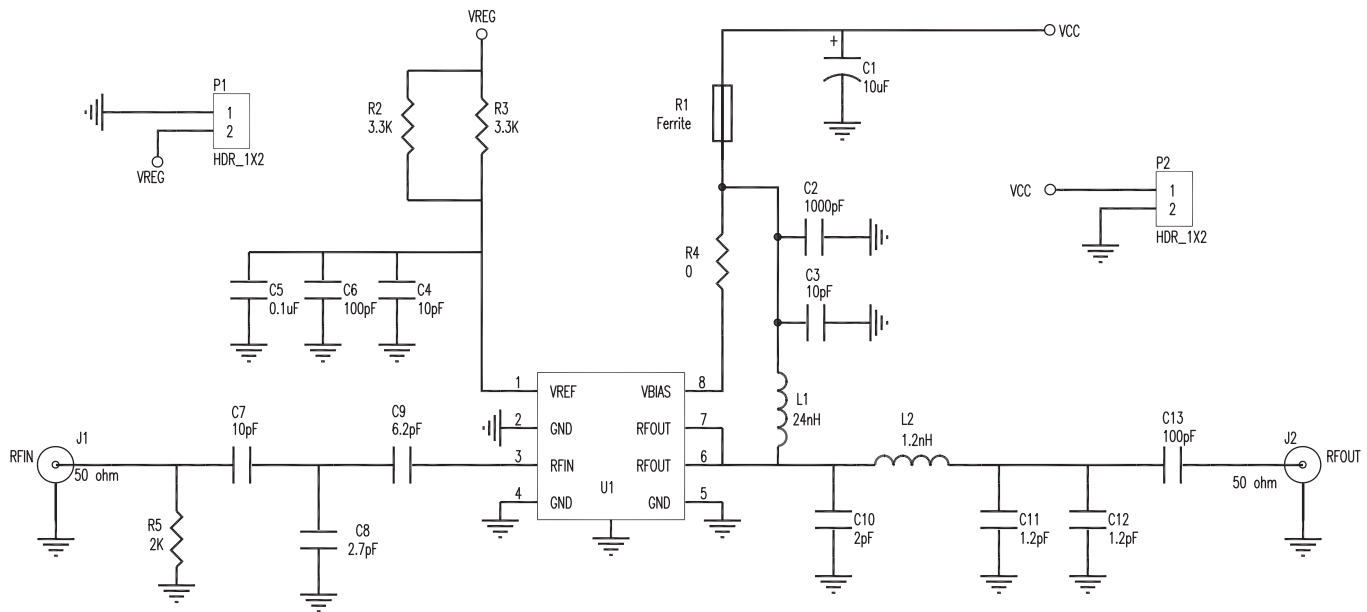 VREG
P1
1
2
HDR_1X2
VREG
R2
3.3K
R3
3.3K
VCC
+
C1
10uF
R1
Ferrite
C2
1000pF
R4
0
C3
10pF
P2
VCC
1
2
HDR_1X2
C5
0.1uF
C6
100pF
C4
10pF
L1
24nH
1
2
3
4
VREF
GND
RFIN
GND
VBIAS
RFOUT
RFOUT
GND
U1
8
7
6
5
RFIN
J1
50 ohm
C7
10pF
C9
6.2pF
R5
2K
C8
2.7pF
L2
1.2nH
C10
2pF
C11
1.2pF
C12
1.2pF
C13
100pF
J2
RFOUT
50 ohm